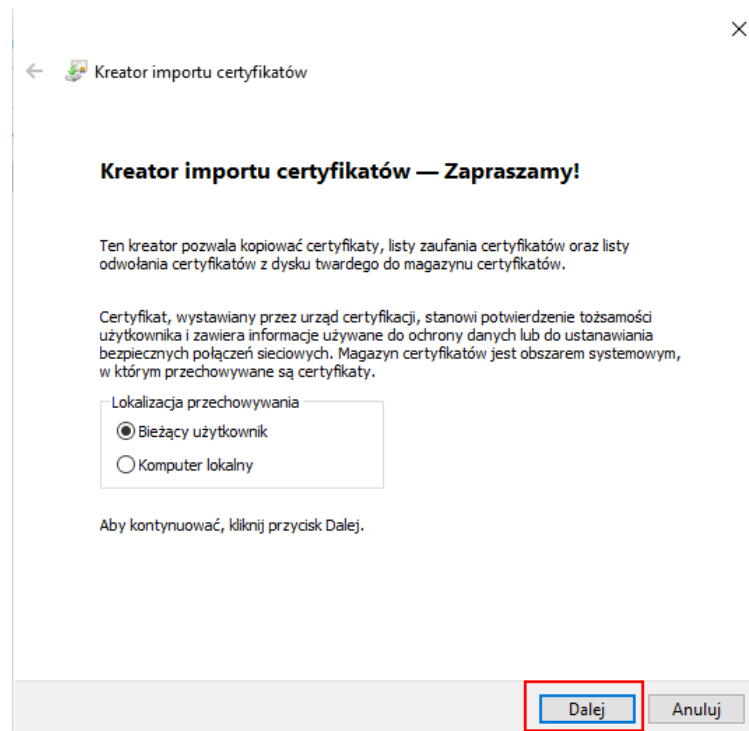 Kreator importu certyfikatów
Kreator importu certyfikatów — Zapraszamy!
Ten kreator pozwala kopiować certyfikaty, listy zaufania certyfikatów oraz listy
odwołania certyfikatów z dysku twardego do magazynu certyfikatów.
Certyfikat, wystawiany przez urząd certyfikacji, stanowi potwierdzenie tożsamości
użytkownika i zawiera informacje używane do ochrony danych lub do ustanawiania
bezpiecznych połączeń sieciowych. Magazyn certyfikatów jest obszarem systemowym,
w którym przechowywane są certyfikaty.
Lokalizacja przechowywania
Bieżący użytkownik
Komputer lokalny
Aby kontynuować, kliknij przycisk Dalej.
Dalej Anuluj